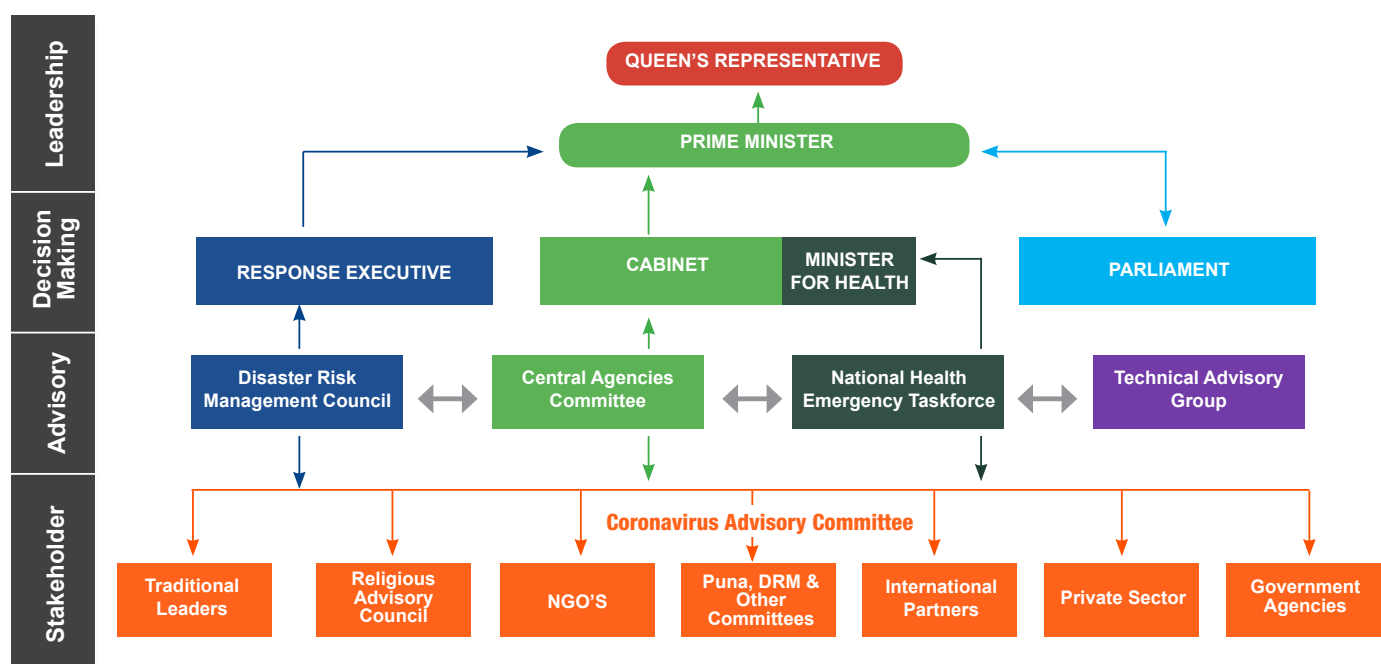 Leadership
QUEEN'S REPRESENTATIVE
PRIME MINISTER
Decision
Making
RESPONSE EXECUTIVE
CABINET
MINISTER
FOR HEALTH
PARLIAMENT
Advisory
Disaster Risk
Management Council
Central Agencies
Committee
National Health
Emergency Taskforce
Technical Advisory
Group
Stakeholder
Coronavirus Advisory Committee
Traditional
Leaders
Religious
Advisory
Council
NGO'S
Puna, DRM &
Other
Committees
International
Partners
Private Sector
Government
Agencies